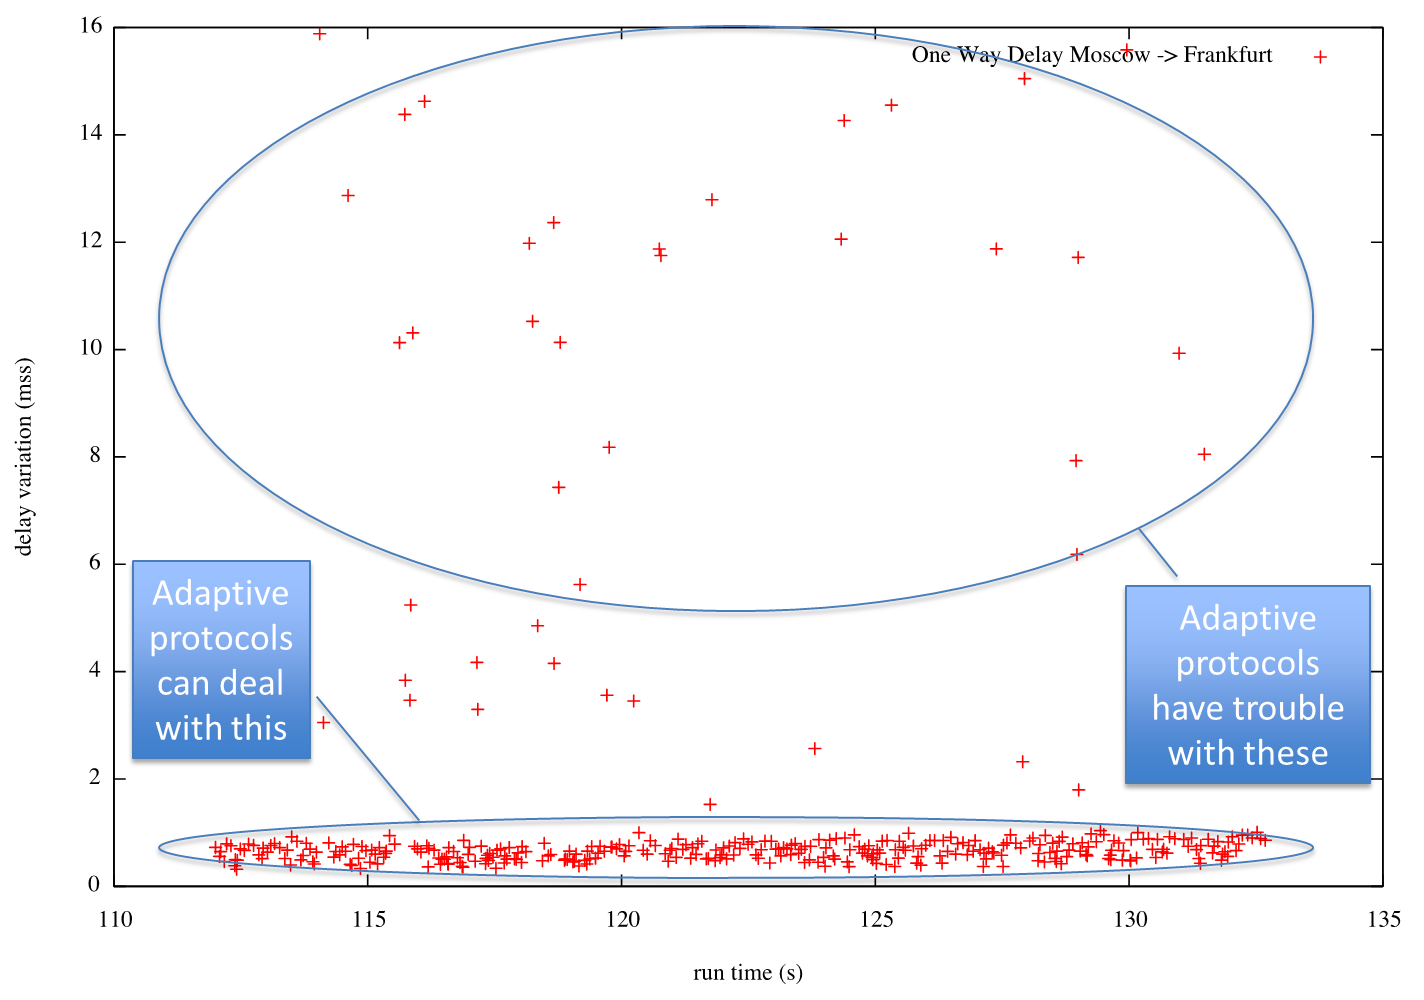 16
One Way Delay Moscow -> Frankfurt
14
12
10
8
6
4
2
0
delay variation (mss)
Adaptive
protocols
can deal
with this
Adaptive
protocols
have trouble
with these
110
115
120
125
130
135
run time (s)